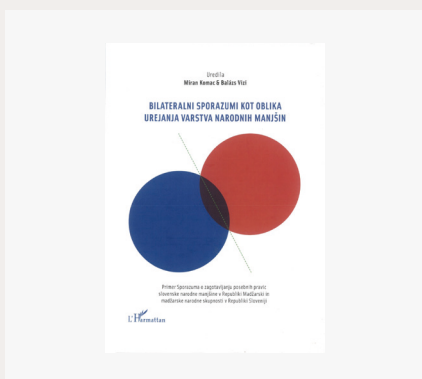 Uredila
Miran Komac & Balázs Vizi
BILATERALNI SPORAZUMI KOT OBLIKA
UREJANJA VARSTVA NARODNIH MANJŠIN
Primer Sporazuma o zagotavljanju posebnih pravic
slovenske narodne manjšine v Republiki Madžarski in
madžarske narodne skupnosti v Republiki Sloveniji
L'Harmattan